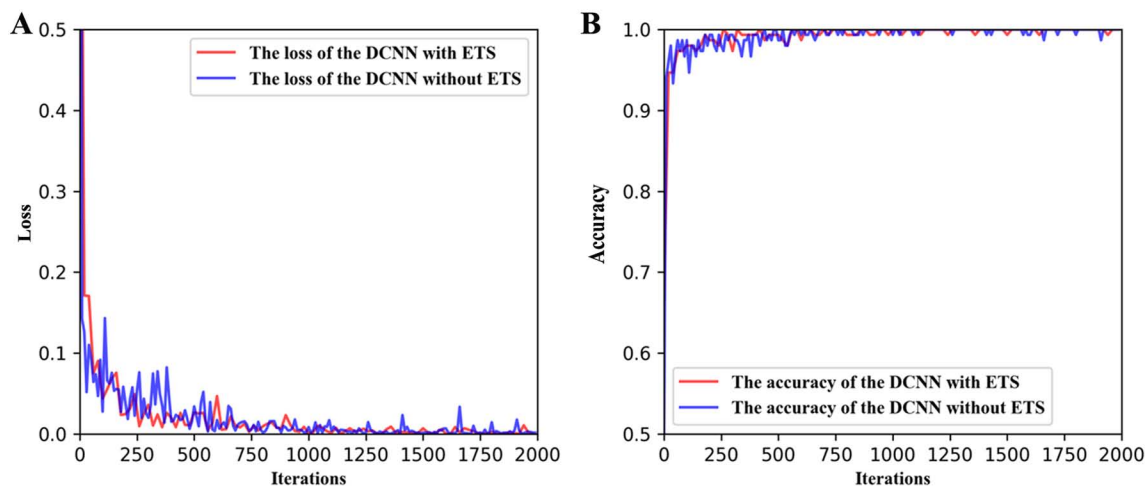 A
0.5
0.4
0.3
0.2
0.1
0.0
Loss
The loss of the DCNN with ETS
The loss of the DCNN without ETS
0 250 500 750 1000 1250 1500 1750 2000
Iterations
B
1.0
0.9
0.8
0.7
0.6
0.5
Accuracy
The accuracy of the DCNN with ETS
The accuracy of the DCNN without ETS
0 250 500 750 1000 1250 1500 1750 2000
Iterations